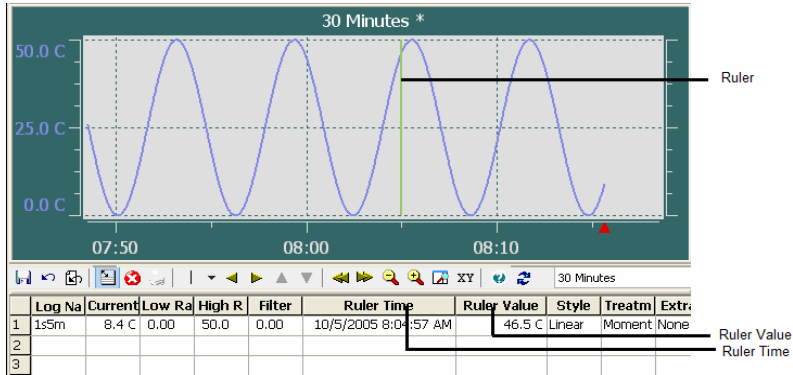 30 Minutes *
50.0 C
25.0 C
0.0 C
07:50 08:00 08:10
Ruler
XY 30 Minutes
Log Na Current Low Ra High R Filter Ruler Time Ruler Value Style Treatm Extra
1 1s5m 8.4 C 0.00 50.0 0.00 10/5/2005 8:04:57 AM 46.5 C Linear Moment None
2
3
Ruler Value
Ruler Time